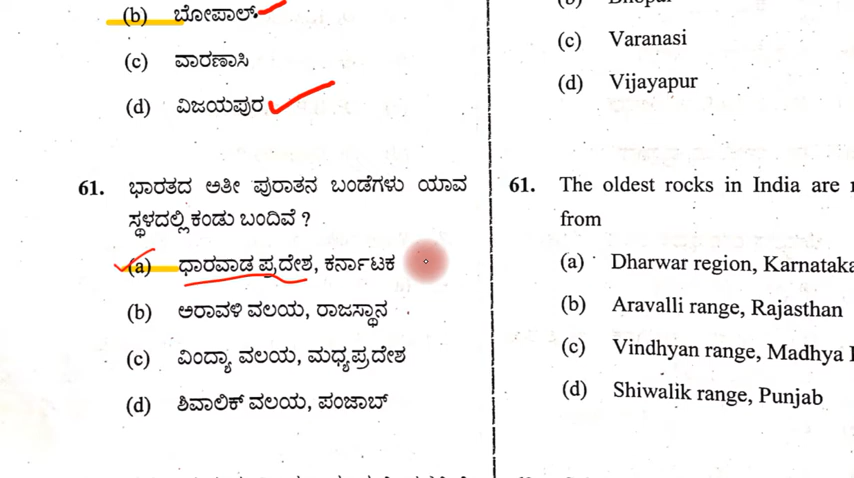 (b) ಬೋಪಾಲ್
(c) ವಾರಣಾಸಿ
(d) ವಿಜಯಪುರ
61. ಭಾರತದ ಅತೀ ಪುರಾತನ ಬಂಡೆಗಳು ಯಾವ
ಸ್ಥಳದಲ್ಲಿ ಕಂಡು ಬಂದಿವೆ ?
(a) ಧಾರವಾಡ ಪ್ರದೇಶ, ಕರ್ನಾಟಕ
(b) ಅರಾವಳಿ ವಲಯ, ರಾಜಸ್ಥಾನ
(c) ವಿಂದ್ಯಾ ವಲಯ, ಮಧ್ಯಪ್ರದೇಶ
(d) ಶಿವಾಲಿಕ್ ವಲಯ, ಪಂಜಾಬ್
(c) Varanasi
(d) Vijayapur
61. The oldest rocks in India are
from
(a) Dharwar region, Karnataka
(b) Aravalli range, Rajasthan
(c) Vindhyan range, Madhya
(d) Shiwalik range, Punjab